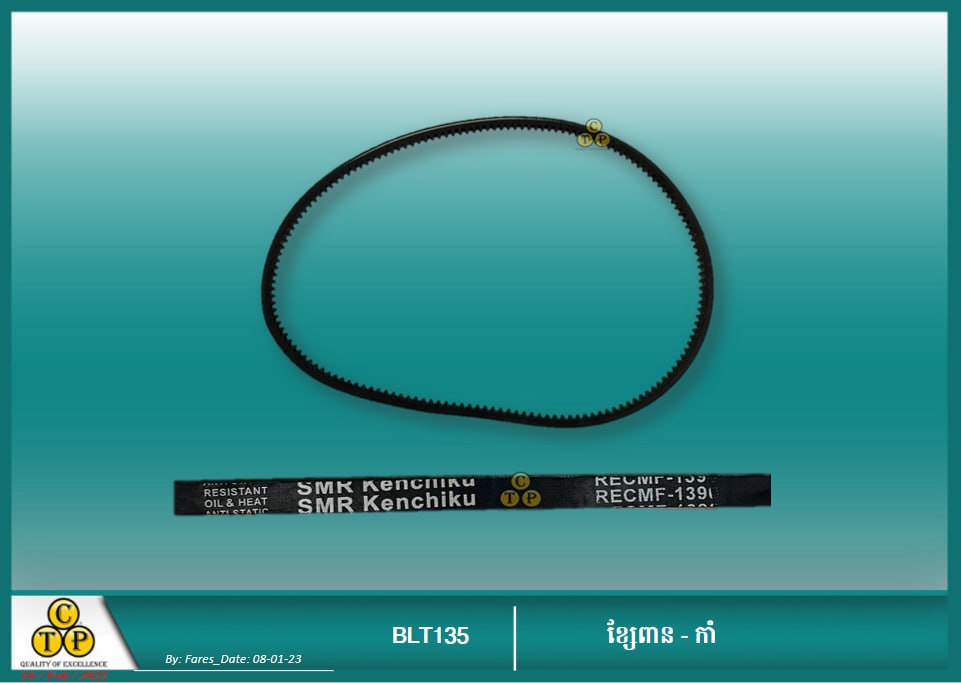 C
T P
RESISTANT
OIL & HEAT
ANTI STATIC
SMR Kenchiku
SMR Kenchiku
C
T P
RECMF-139
RECMF-1390
C
T P
QUALITY OF EXCELLENCE
By: Fares_Date: 08-01-23
BLT135
ខ្សែពាន - កាំ